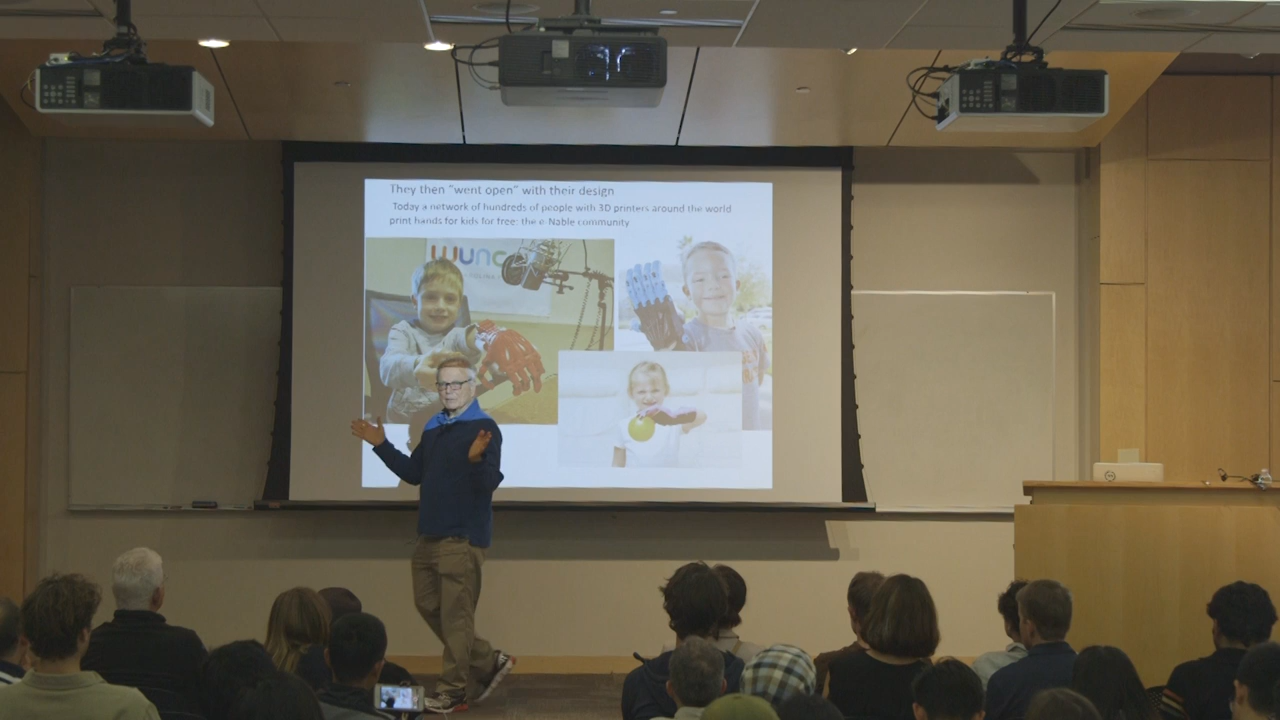 They then "went open" with their design
Today a network of hundreds of people with 3D printers around the world
print hands for kids for free: the e-Nable community
wunc